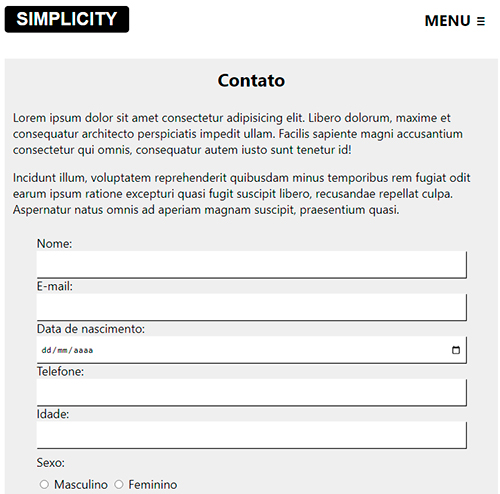 SIMPLICITY
MENU ☰
Contato
Lorem ipsum dolor sit amet consectetur adipisicing elit. Libero dolorum, maxime et
consequatur architecto perspiciatis impedit ullam. Facilis sapiente magni accusantium
consectetur qui omnis, consequatur autem iusto sunt tenetur id!
Incidunt illum, voluptatem reprehenderit quibusdam minus temporibus rem fugiat odit
earum ipsum ratione excepturi quasi fugit suscipit libero, recusandae repellat culpa.
Aspernatur natus omnis ad aperiam magnam suscipit, praesentium quasi.
Nome:
E-mail:
Data de nascimento:
dd/mm/aaaa
Telefone:
Idade:
Sexo:
Masculino Feminino